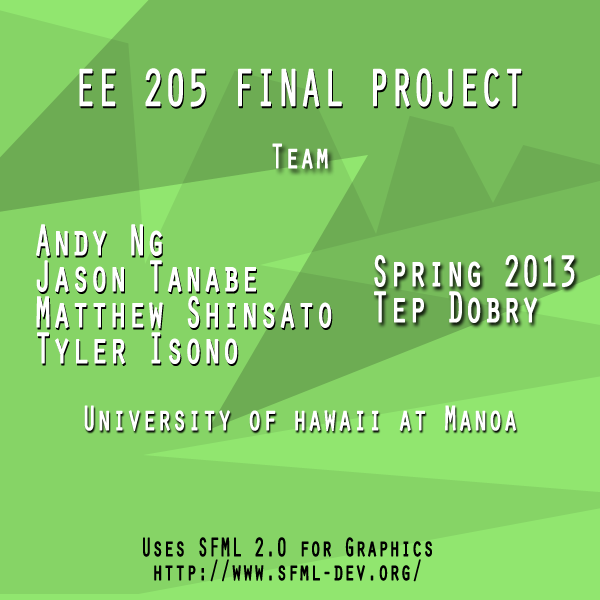 EE 205 FINAL PROJECT
TEAM
ANDY NG
JASON TANABE
MATTHEW SHINSATO
TYLER ISONO
SPRING 2013
TEP DOBRY
UNIVERSITY OF HAWAII AT MANOA
USES SFML 2.0 FOR GRAPHICS
HTTP://WWW.SFML-DEV.ORG/